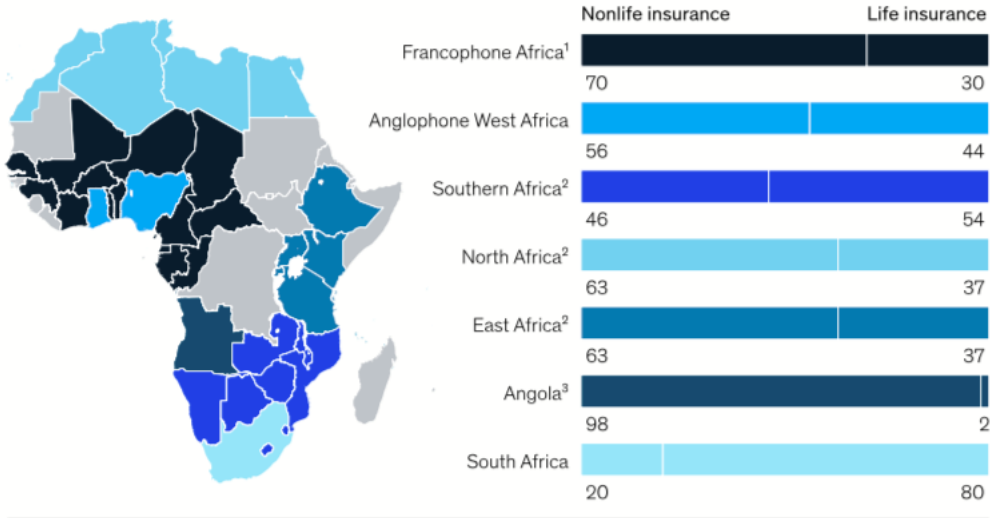 Nonlife insurance Life insurance
Francophone Africa¹
70 30
Anglophone West Africa
56 44
Southern Africa²
46 54
North Africa²
63 37
East Africa²
63 37
Angola³
98 2
South Africa
20 80